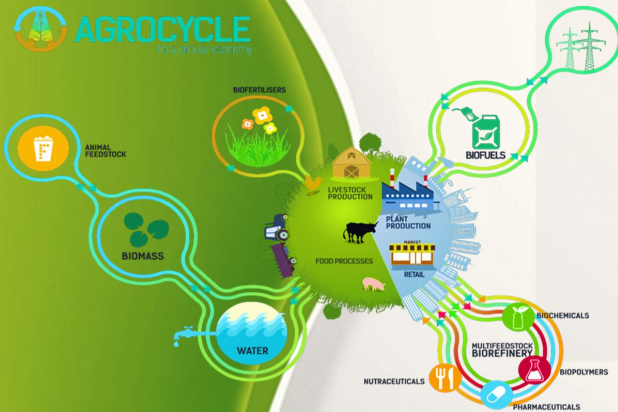 AGROCYCLE
BIOFERTILISERS
ANIMAL
FEEDSTOCK
BIOFUELS
LIVESTOCK
PRODUCTION
PLANT
PRODUCTION
BIOMASS
MARKET
FOOD PROCESSES
RETAIL
WATER
BIOCHEMICALS
MULTIFEEDSTOCK
BIOREFINERY
BIOPOLYMERS
NUTRACEUTICALS
PHARMACEUTICALS